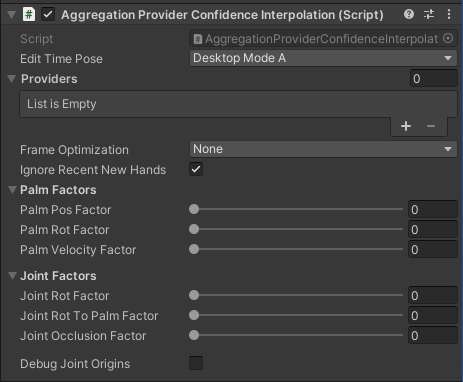 Aggregation Provider Confidence Interpolation (Script)
Script AggregationProviderConfidenceInterpolat
Edit Time Pose Desktop Mode A
Providers 0
List is Empty
+ −
Frame Optimization None
Ignore Recent New Hands
Palm Factors
Palm Pos Factor 0
Palm Rot Factor 0
Palm Velocity Factor 0
Joint Factors
Joint Rot Factor 0
Joint Rot To Palm Factor 0
Joint Occlusion Factor 0
Debug Joint Origins